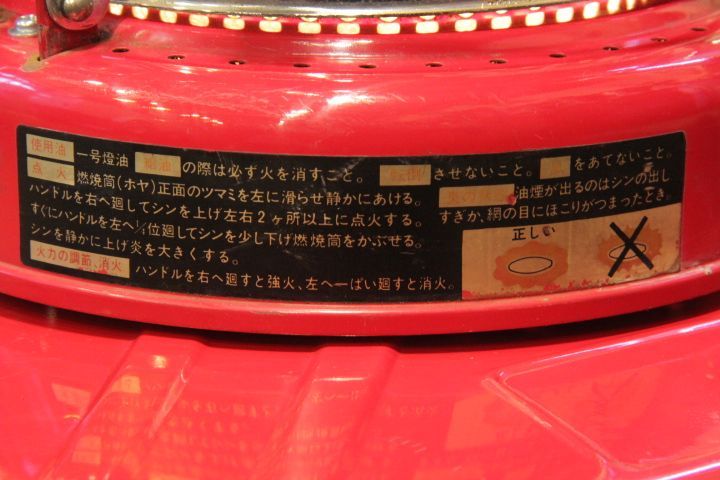 使用油 一号燈油 給油 の際は必ず火を消すこと。 転倒 させないこと。 をあてないこと。
点火 燃焼筒(ホヤ)正面のツマミを左に滑らせ静かにあける。
ハンドルを右へ廻してシンを上げ左右2ヶ所以上に点火する。
すぐにハンドルを左へ¼位廻してシンを少し下げ燃焼筒をかぶせる。
シンを静かに上げ炎を大きくする。
火力の調節、消火 ハンドルを右へ廻すと強火、左へ一ぱい廻すと消火。
油煙が出るのはシンの出し
すぎか、網の目にほこりがつまったとき。
正しい